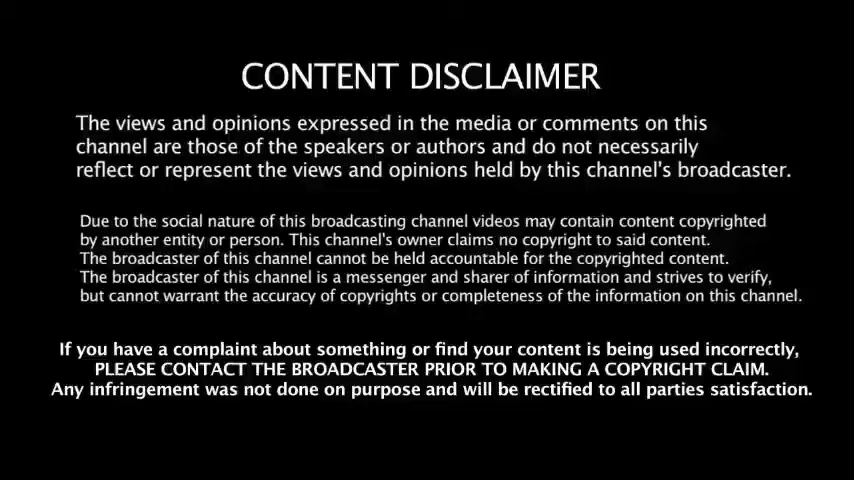 CONTENT DISCLAIMER
The views and opinions expressed in the media or comments on this
channel are those of the speakers or authors and do not necessarily
reflect or represent the views and opinions held by this channel's broadcaster.
Due to the social nature of this broadcasting channel videos may contain content copyrighted
by another entity or person. This channel's owner claims no copyright to said content.
The broadcaster of this channel cannot be held accountable for the copyrighted content.
The broadcaster of this channel is a messenger and sharer of information and strives to verify,
but cannot warrant the accuracy of copyrights or completeness of the information on this channel.
If you have a complaint about something or find your content is being used incorrectly,
PLEASE CONTACT THE BROADCASTER PRIOR TO MAKING A COPYRIGHT CLAIM.
Any infringement was not done on purpose and will be rectified to all parties satisfaction.